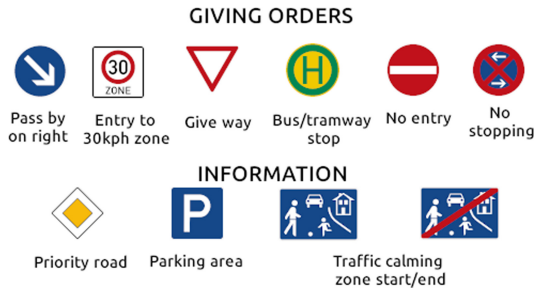 GIVING ORDERS
30
ZONE
H
Pass by
on right
Entry to
30kph zone
Give way
Bus/tramway
stop
No entry
No
stopping
INFORMATION
P
Priority road
Parking area
Traffic calming
zone start/end